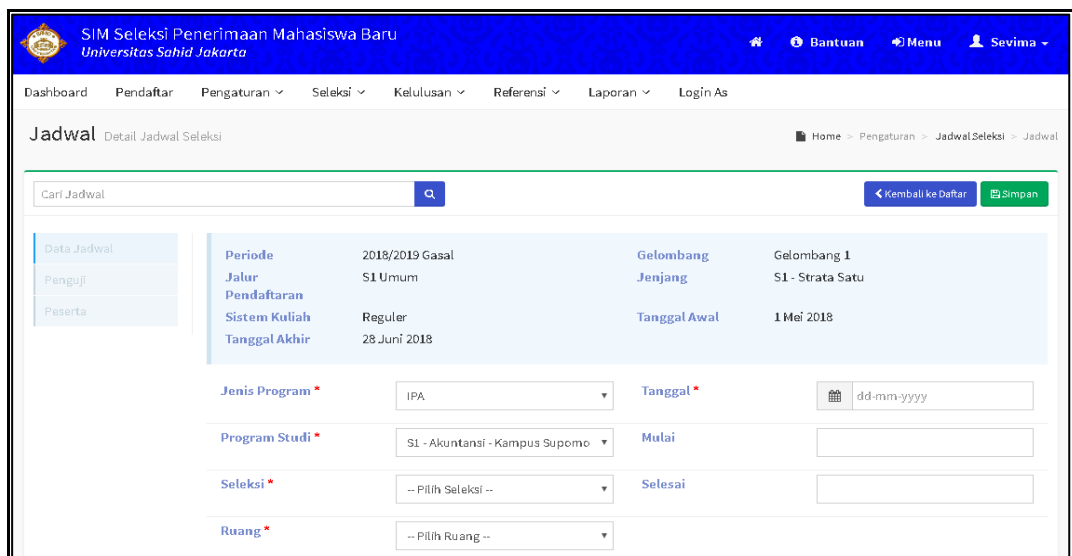 SIM Seleksi Penerimaan Mahasiswa Baru
Universitas Sahid Jakarta
Bantuan Menu Sevima
Dashboard Pendaftar Pengaturan Seleksi Kelulusan Referensi Laporan Login As
Jadwal Detail Jadwal Seleksi
Home > Pengaturan > Jadwal Seleksi > Jadwal
Cari Jadwal
Kembali ke Daftar
Simpan
Data Jadwal
Penguji
Peserta
Periode 2018/2019 Gasal Gelombang Gelombang 1
Jalur Pendaftaran S1 Umum Jenjang S1 - Strata Satu
Sistem Kuliah Reguler Tanggal Awal 1 Mei 2018
Tanggal Akhir 28 Juni 2018
Jenis Program * IPA Tanggal * dd-mm-yyyy
Program Studi * S1 - Akuntansi - Kampus Supomo Mulai
Seleksi * -- Pilih Seleksi -- Selesai
Ruang * -- Pilih Ruang --